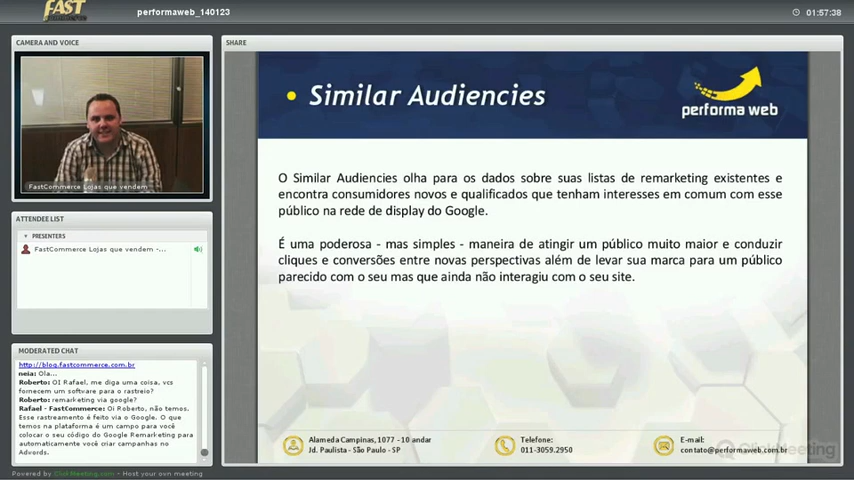 FAST
performaweb_140123
01:57:38
CAMERA AND VOICE
FastCommerce Lojas que vendem
ATTENDEE LIST
PRESENTERS
FastCommerce Lojas que vendem -...
MODERATED CHAT
http://blog.fastcommerce.com.br
neia: Ola...
Roberto: OI Rafael, me diga uma coisa, vcs
fornecem um software para o rastreio?
Roberto: remarketing via google?
Rafael - FastCommerce: Oi Roberto, não temos.
Esse rastreamento é feito via o Google. O que
temos na plataforma é um campo para você
colocar o seu código do Google Remarketing para
automaticamente você criar campanhas no
Adwords.
Powered by ClickMeeting.com - Host your own meeting
SHARE
• Similar Audiencies
performa web
O Similar Audiencies olha para os dados sobre suas listas de remarketing existentes e
encontra consumidores novos e qualificados que tenham interesses em comum com esse
público na rede de display do Google.
É uma poderosa - mas simples - maneira de atingir um público muito maior e conduzir
cliques e conversões entre novas perspectivas além de levar sua marca para um público
parecido com o seu mas que ainda não interagiu com o seu site.
Alameda Campinas, 1077 - 10 andar
Jd. Paulista - São Paulo - SP
Telefone:
011-3059.2950
E-mail:
contato@performaweb.com.br
ClickMeeting